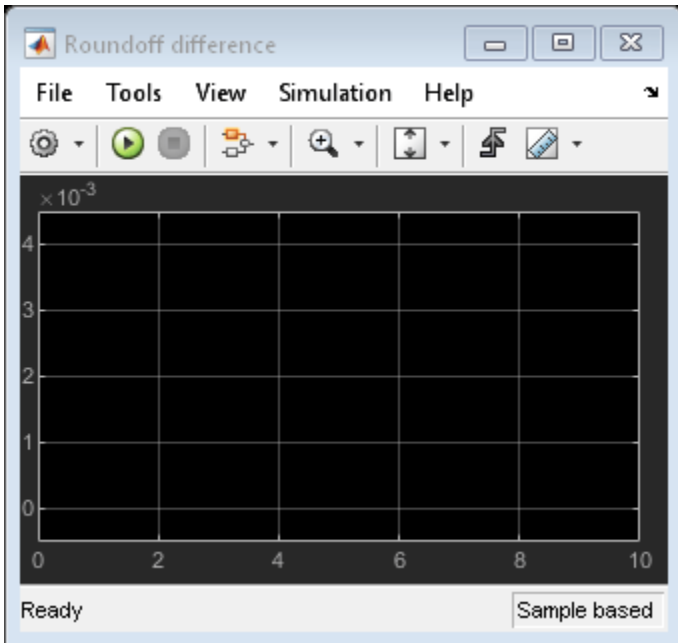 Roundoff difference
File Tools View Simulation Help
×10⁻³
4
3
2
1
0
0 2 4 6 8 10
Ready Sample based